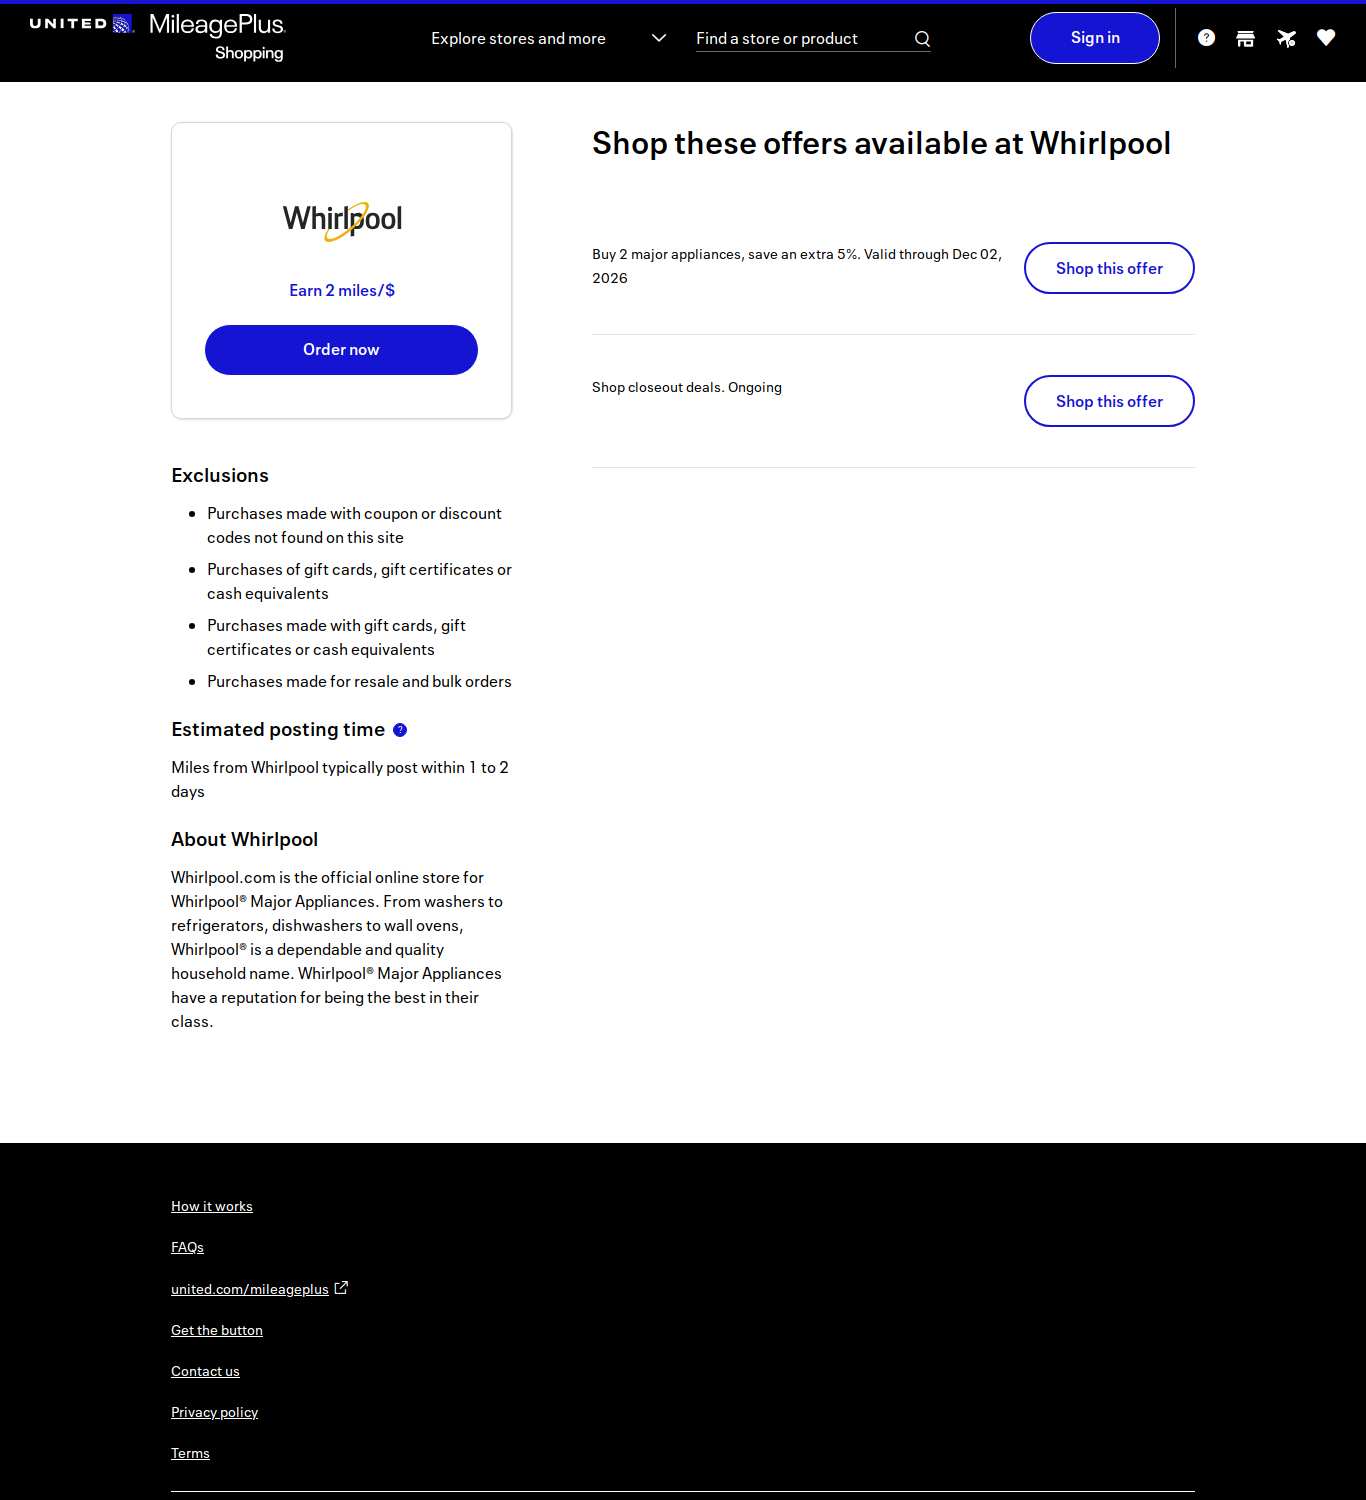 UNITED MileagePlus
Shopping
Explore stores and more
Find a store or product
Sign in
Whirlpool
Earn 2 miles/$
Order now
Exclusions
Purchases made with coupon or discount
codes not found on this site
Purchases of gift cards, gift certificates or
cash equivalents
Purchases made with gift cards, gift
certificates or cash equivalents
Purchases made for resale and bulk orders
Estimated posting time ?
Miles from Whirlpool typically post within 1 to 2
days
About Whirlpool
Whirlpool.com is the official online store for
Whirlpool® Major Appliances. From washers to
refrigerators, dishwashers to wall ovens,
Whirlpool® is a dependable and quality
household name. Whirlpool® Major Appliances
have a reputation for being the best in their
class.
Shop these offers available at Whirlpool
Buy 2 major appliances, save an extra 5%. Valid through Dec 02,
2026
Shop this offer
Shop closeout deals. Ongoing
Shop this offer
How it works
FAQs
united.com/mileageplus
Get the button
Contact us
Privacy policy
Terms